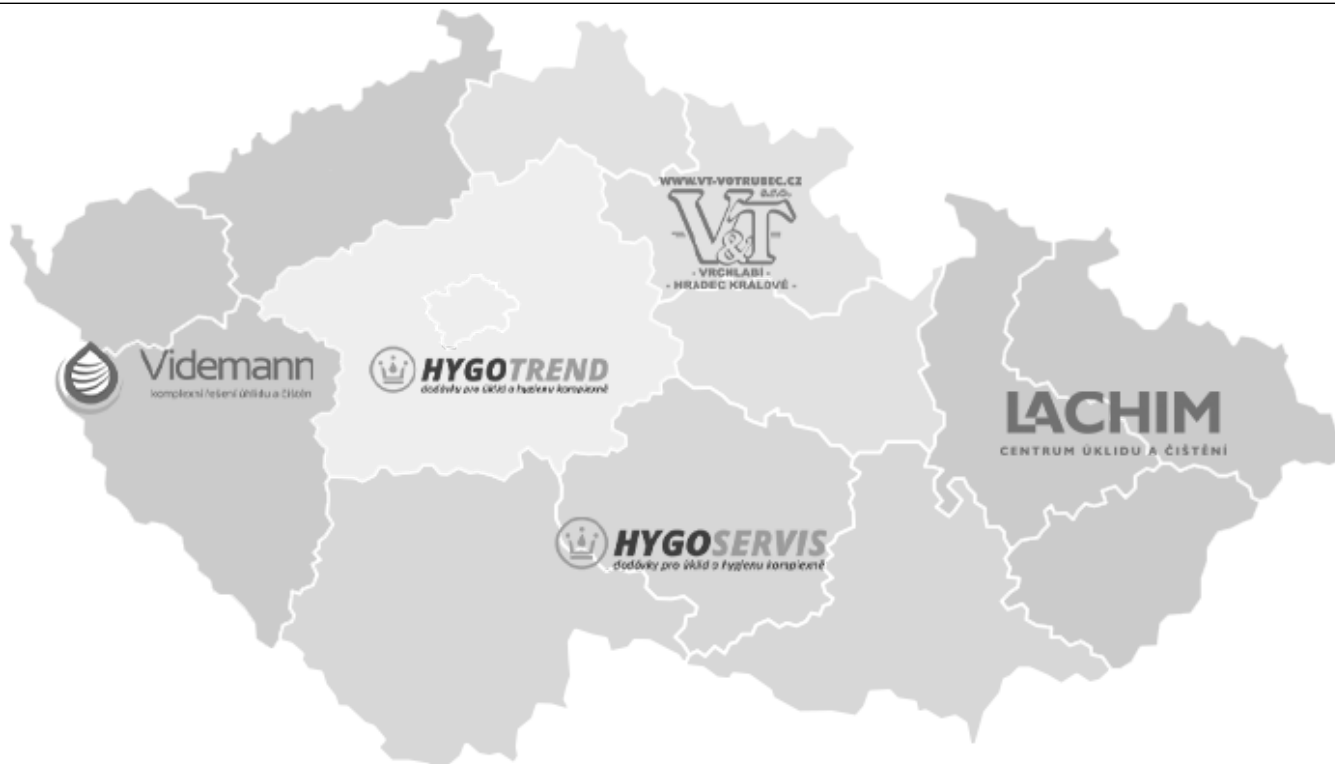 WWW.VT-VOTRUBEC.CZ
s.r.o.
V&T
- VRCHLABÍ -
- HRADEC KRÁLOVÉ -
Videmann
komplexní řešení úklidu a čištěn
HYGOTREND
dodávky pro úklid a hygienu komplexně
LACHIM
CENTRUM ÚKLIDU A ČIŠTĚNÍ
HYGOSERVIS
dodávky pro úklid a hygienu komplexně